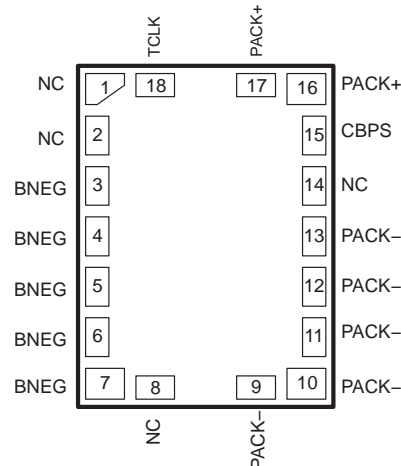 TCLK
PACK+
NC 1 18 17 16 PACK+
NC 2 15 CBPS
BNEG 3 14 NC
BNEG 4 13 PACK–
BNEG 5 12 PACK–
BNEG 6 11 PACK–
BNEG 7 8 9 10 PACK–
NC
PACK–